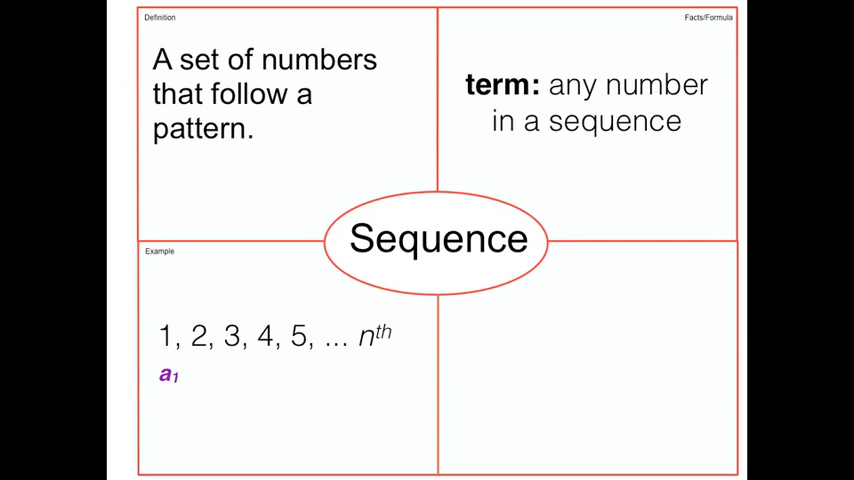 Definition
A set of numbers
that follow a
pattern.
Facts/Formula
term: any number
in a sequence
Sequence
Example
1, 2, 3, 4, 5, ... nᵗʰ
a₁